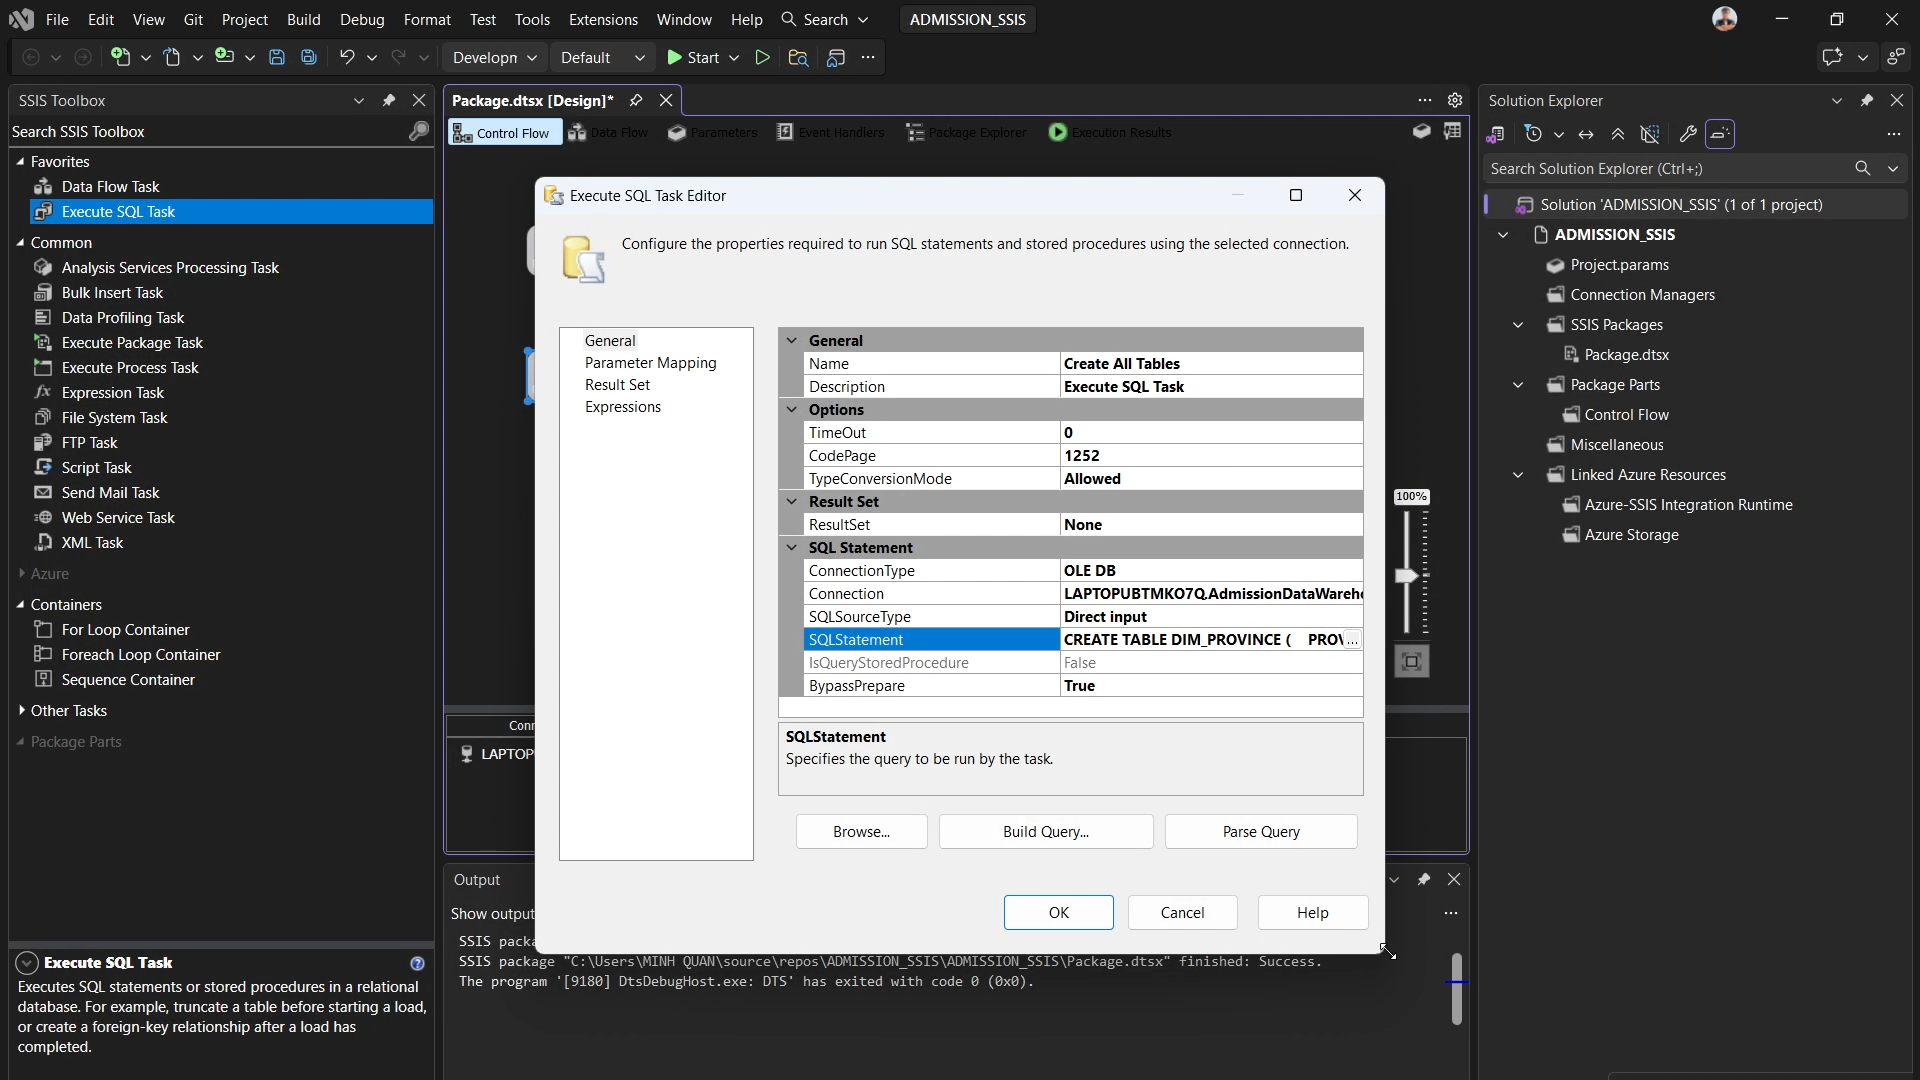 File Edit View Git Project Build Debug Format Test Tools Extensions Window Help Search ADMISSION_SSIS
Developn Default Start
SSIS Toolbox
Search SSIS Toolbox
Favorites
Data Flow Task
Execute SQL Task
Common
Analysis Services Processing Task
Bulk Insert Task
Data Profiling Task
Execute Package Task
Execute Process Task
Expression Task
File System Task
FTP Task
Script Task
Send Mail Task
Web Service Task
XML Task
Azure
Containers
For Loop Container
Foreach Loop Container
Sequence Container
Other Tasks
Package Parts
Execute SQL Task
Executes SQL statements or stored procedures in a relational
database. For example, truncate a table before starting a load,
or create a foreign-key relationship after a load has
completed.
Package.dtsx [Design]*
Control Flow Data Flow Parameters Event Handlers Package Explorer Execution Results
Execute SQL Task Editor
Configure the properties required to run SQL statements and stored procedures using the selected connection.
General
Parameter Mapping
Result Set
Expressions
General
Name Create All Tables
Description Execute SQL Task
Options
TimeOut 0
CodePage 1252
TypeConversionMode Allowed
Result Set
ResultSet None
SQL Statement
ConnectionType OLE DB
Connection LAPTOPUBTMKO7Q.AdmissionDataWareh
SQLSourceType Direct input
SQLStatement CREATE TABLE DIM_PROVINCE ( PROV ...
IsQueryStoredProcedure False
BypassPrepare True
SQLStatement
Specifies the query to be run by the task.
Browse... Build Query... Parse Query
OK Cancel Help
100%
Conn
LAPTOP
Output
Show output
SSIS packa
SSIS package "C:\Users\MINH QUAN\source\repos\ADMISSION_SSIS\ADMISSION_SSIS\Package.dtsx" finished: Success.
The program '[9180] DtsDebugHost.exe: DTS' has exited with code 0 (0x0).
Solution Explorer
Search Solution Explorer (Ctrl+;)
Solution 'ADMISSION_SSIS' (1 of 1 project)
ADMISSION_SSIS
Project.params
Connection Managers
SSIS Packages
Package.dtsx
Package Parts
Control Flow
Miscellaneous
Linked Azure Resources
Azure-SSIS Integration Runtime
Azure Storage